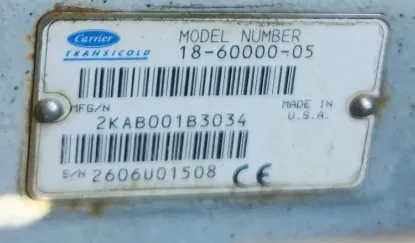 Carrier
TRANSICOLD
MODEL NUMBER
18-60000-05
MFG/N
2KAB001B3034
MADE IN
U.S.A.
S/N 2606U01508 CE